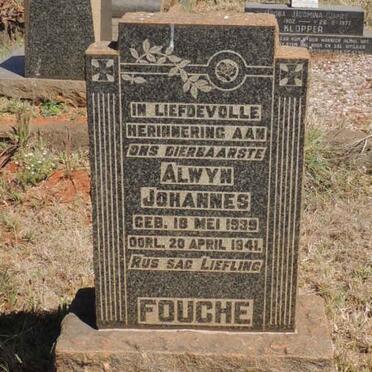 IN LIEFDEVOLLE
HERINNERING AAN
ONS DIERBAARSTE
ALWYN
JOHANNES
GEB. 18 MEI 1939
OORL. 20 APRIL 1941.
RUS SAG LIEFLING
FOUCHE
KLOPPER